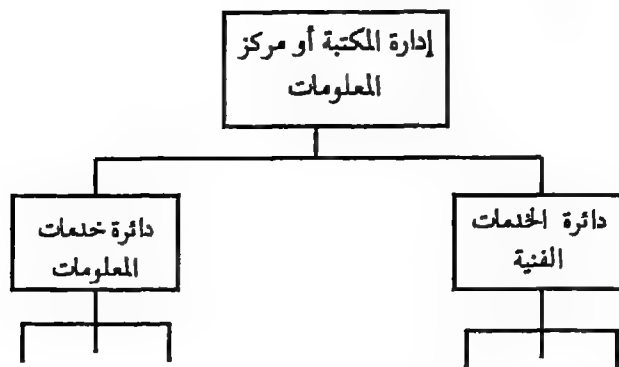 إدارة المكتبة أو مركز
المعلومات
دائرة الخدمات
الفنية
دائرة خدمات
المعلومات